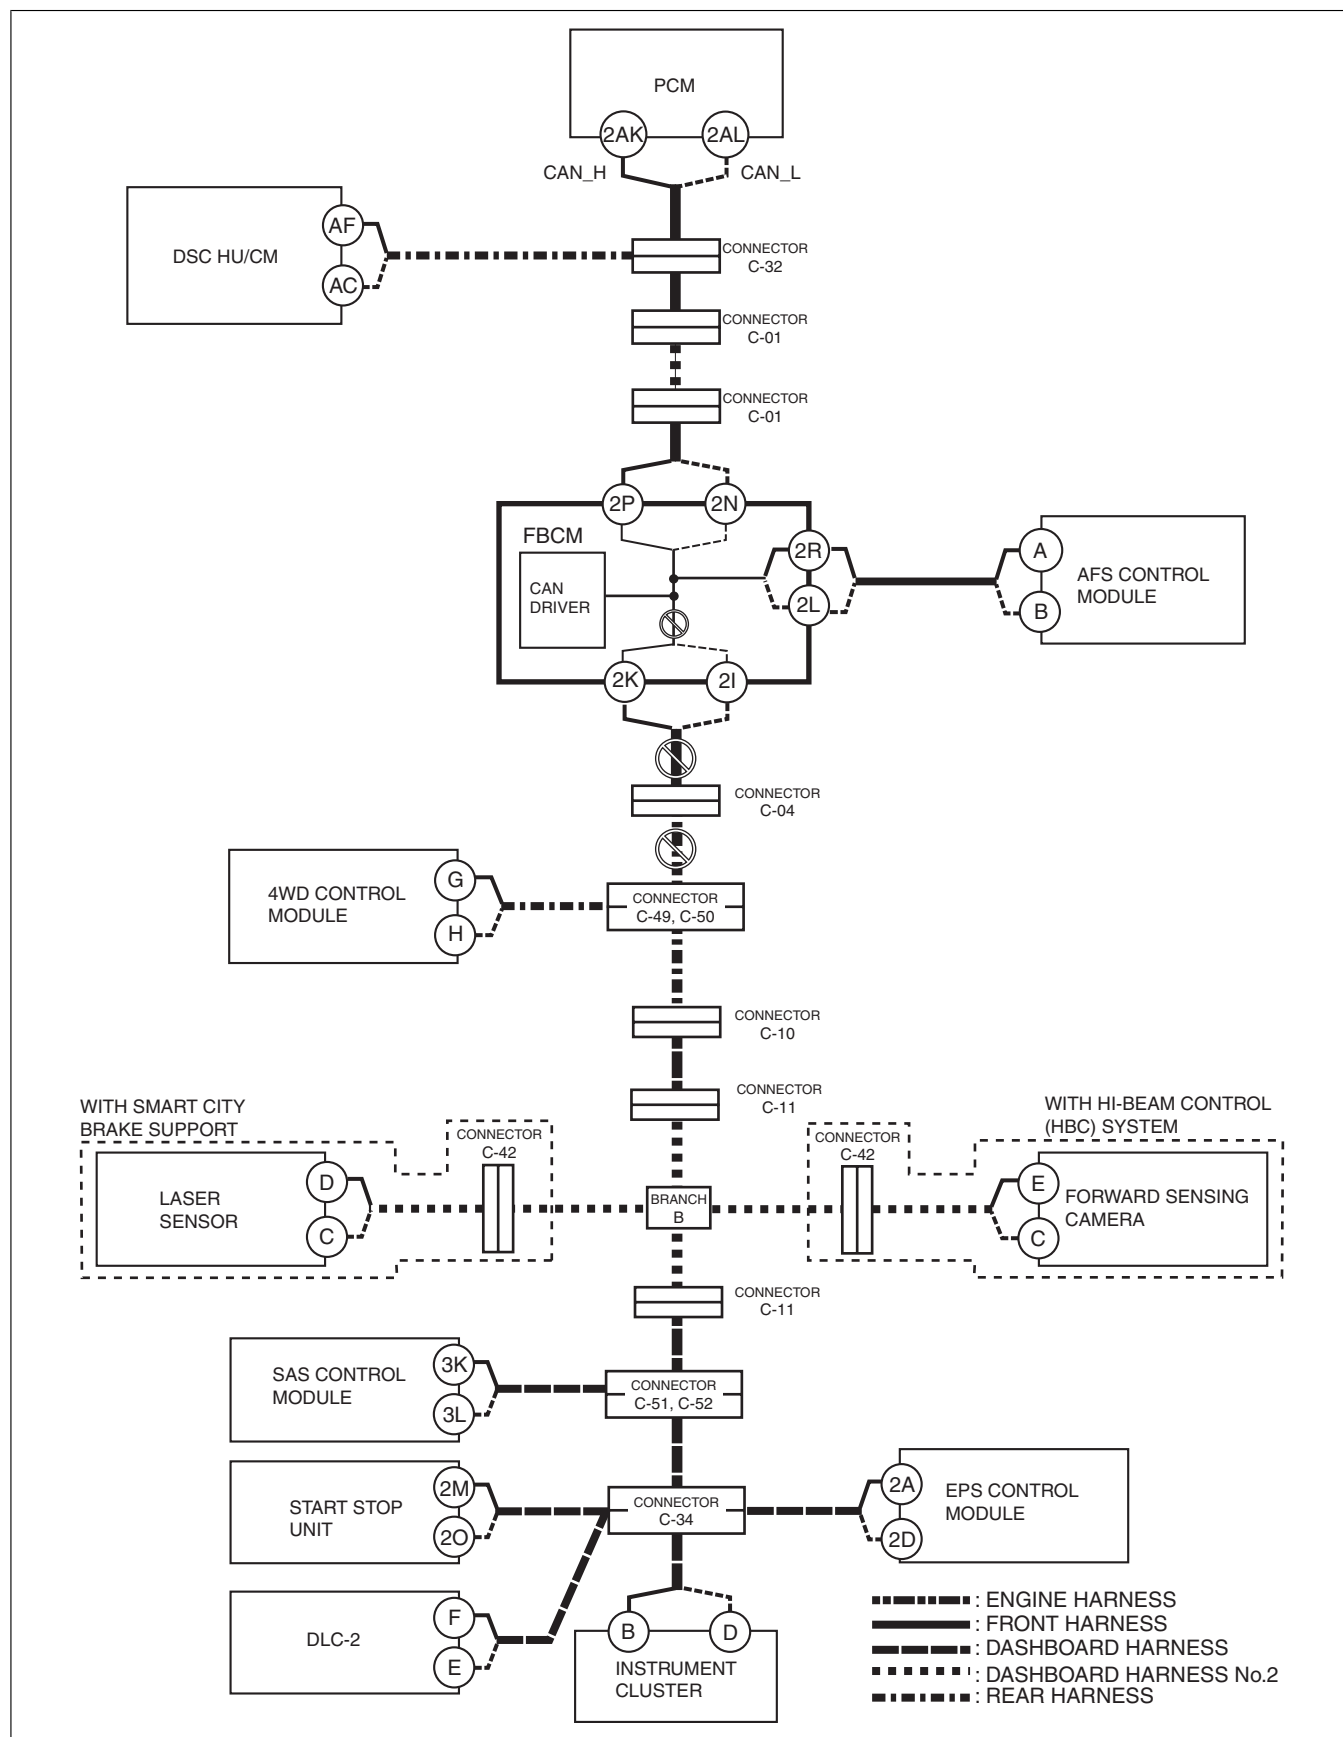 PCM
2AK
2AL
CAN_H
CAN_L
AF
DSC HU/CM
AC
CONNECTOR
C-32
CONNECTOR
C-01
CONNECTOR
C-01
2P
2N
FBCM
2R
A
CAN
DRIVER
AFS CONTROL
MODULE
2L
B
2K
2I
CONNECTOR
C-04
G
4WD CONTROL
MODULE
CONNECTOR
C-49, C-50
H
CONNECTOR
C-10
CONNECTOR
C-11
WITH SMART CITY
BRAKE SUPPORT
WITH HI-BEAM CONTROL
(HBC) SYSTEM
CONNECTOR
C-42
CONNECTOR
C-42
D
LASER
SENSOR
C
BRANCH
B
E
FORWARD SENSING
CAMERA
C
CONNECTOR
C-11
3K
SAS CONTROL
MODULE
3L
CONNECTOR
C-51, C-52
2M
START STOP
UNIT
2O
CONNECTOR
C-34
2A
EPS CONTROL
MODULE
2D
F
DLC-2
E
B
D
INSTRUMENT
CLUSTER
: ENGINE HARNESS
: FRONT HARNESS
: DASHBOARD HARNESS
: DASHBOARD HARNESS No.2
: REAR HARNESS